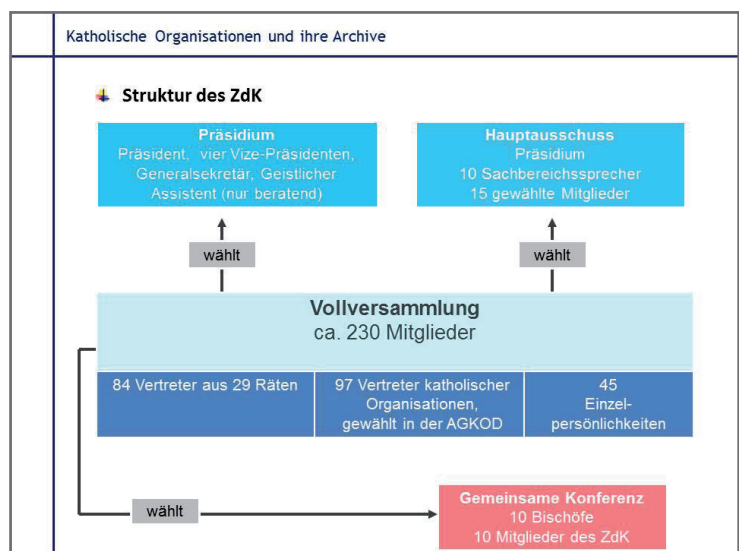 Katholische Organisationen und ihre Archive
Struktur des ZdK
Präsidium
Präsident, vier Vize-Präsidenten,
Generalsekretär, Geistlicher
Assistent (nur beratend)
Hauptausschuss
Präsidium
10 Sachbereichssprecher
15 gewählte Mitglieder
wählt
wählt
Vollversammlung
ca. 230 Mitglieder
84 Vertreter aus 29 Räten
97 Vertreter katholischer
Organisationen,
gewählt in der AGKOD
45
Einzel-
persönlichkeiten
wählt
Gemeinsame Konferenz
10 Bischöfe
10 Mitglieder des ZdK